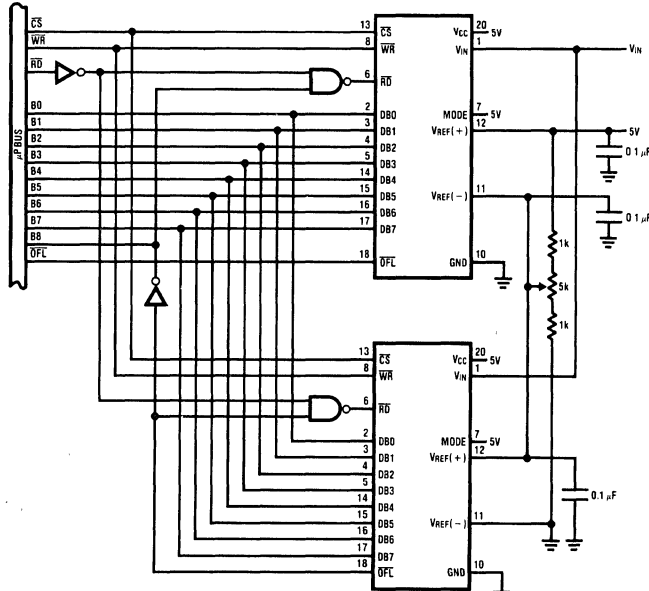 CS 13 CS VCC 20 5V
WR 8 WR VIN 1 VIN
RD 6 RD
B0 2 DB0 MODE 7 5V
B1 3 DB1 VREF(+) 12 5V
B2 4 DB2 0 1 µF
B3 5 DB3
B4 14 DB4
B5 15 DB5 VREF(-) 11 0 1 µF
B6 16 DB6
B7 17 DB7 1k
B8
OFL 18 OFL GND 10 5k
1k
µP BUS
13 CS VCC 20 5V
8 WR VIN 1
6 RD
2 DB0 MODE 7 5V
3 DB1 VREF(+) 12
4 DB2
5 DB3 0.1 µF
14 DB4
15 DB5 VREF(-) 11
16 DB6
17 DB7
18 OFL GND 10